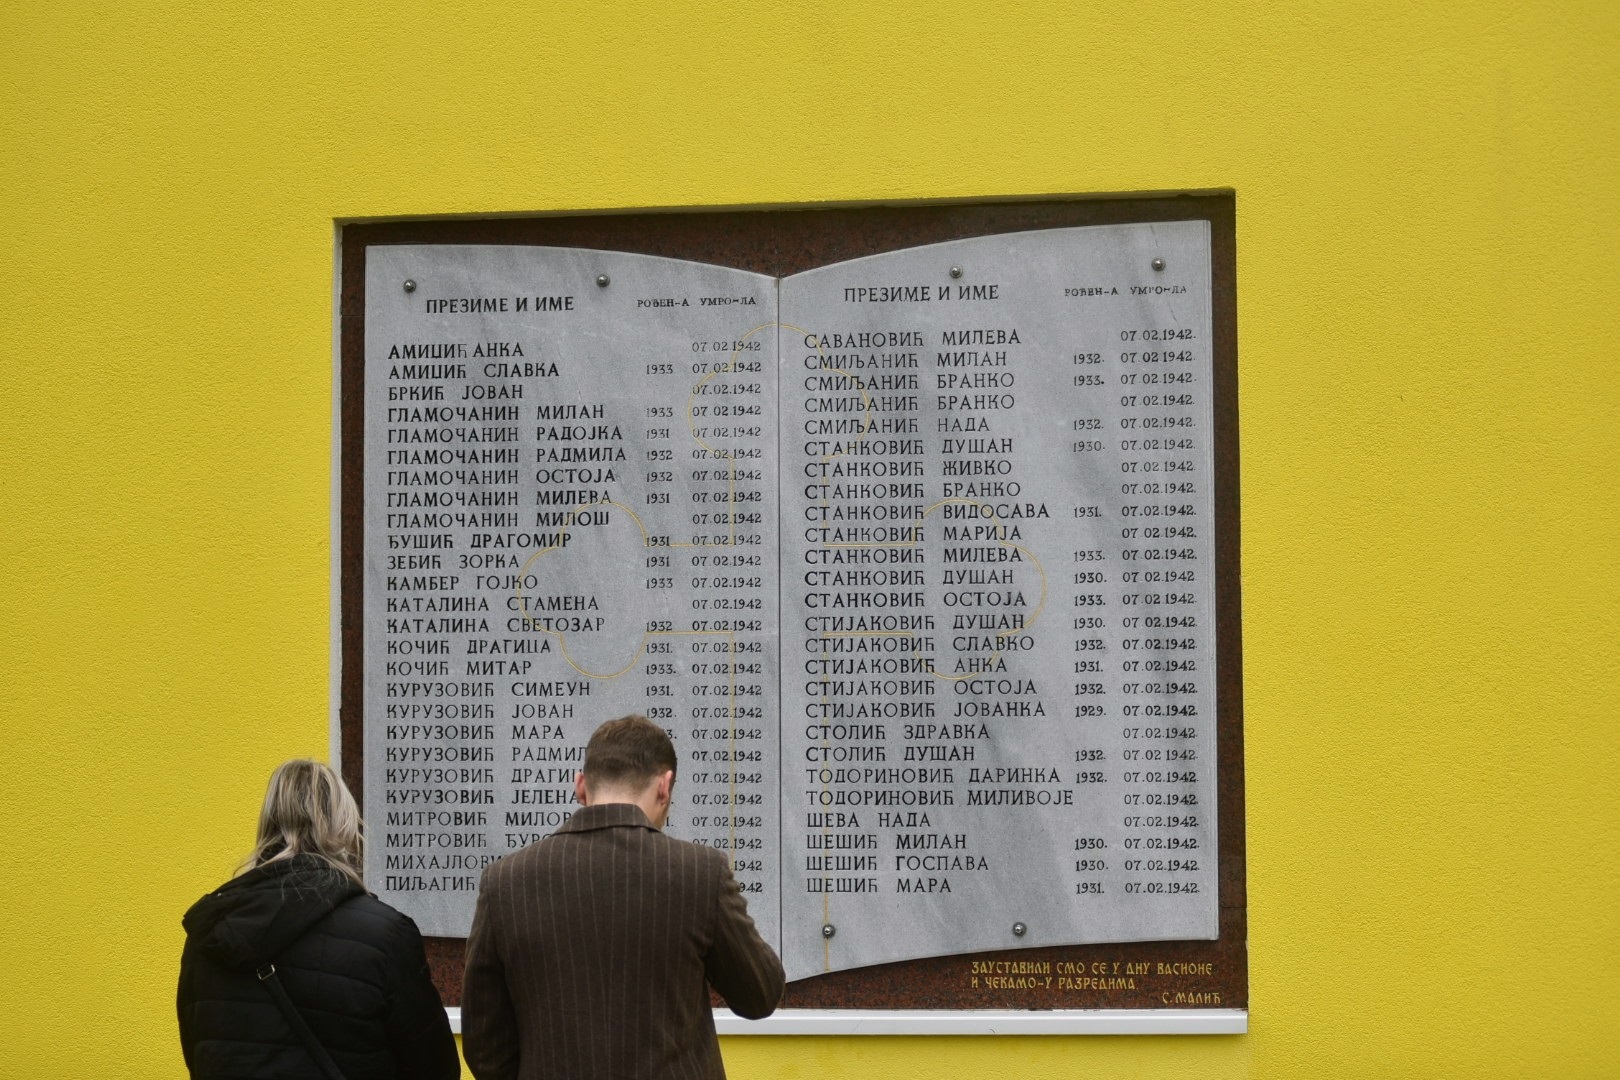 ПРЕЗИМЕ И ИМЕ РОЂЕН-А УМРО-ЛА
АМИЏИЋ АНКА 07.02.1942
АМИЏИЋ СЛАВКА 1933 07.02.1942
БРКИЋ ЈОВАН 07.02.1942
ГЛАМОЧАНИН МИЛАН 1933 07.02.1942
ГЛАМОЧАНИН РАДОЈКА 1931 07.02.1942
ГЛАМОЧАНИН РАДМИЛА 1932 07.02.1942
ГЛАМОЧАНИН ОСТОЈА 1932 07.02.1942
ГЛАМОЧАНИН МИЛЕВА 1931 07.02.1942
ГЛАМОЧАНИН МИЛОШ 07.02.1942
ЂУШИЋ ДРАГОМИР 1931 07.02.1942
ЗЕБИЋ ЗОРКА 1931 07.02.1942
КАМБЕР ГОЈКО 1933 07.02.1942
КАТАЛИНА СТАМЕНА 07.02.1942
КАТАЛИНА СВЕТОЗАР 1932 07.02.1942
КОЧИЋ ДРАГИЦА 1931. 07.02.1942
КОЧИЋ МИТАР 1933. 07.02.1942
КУРУЗОВИЋ СИМЕУН 1931. 07.02.1942
КУРУЗОВИЋ ЈОВАН 1932. 07.02.1942
КУРУЗОВИЋ МАРА 07.02.1942
КУРУЗОВИЋ 07.02.1942
КУРУЗОВИЋ 07.02.1942
КУРУЗОВИЋ ЈЕЛЕНА 07.02.1942
МИТРОВИЋ 07.02.1942
МИТРОВИЋ 07.02.1942
ПИЉАГИЋ
ПРЕЗИМЕ И ИМЕ РОЂЕН-А УМРО-ЛА
САВАНОВИЋ МИЛЕВА 07.02.1942.
СМИЉАНИЋ МИЛАН 1932. 07 02 1942.
СМИЉАНИЋ БРАНКО 1933. 07.02.1942.
СМИЉАНИЋ БРАНКО 07.02.1942.
СМИЉАНИЋ НАДА 1932. 07.02.1942.
СТАНКОВИЋ ДУШАН 1930. 07.02.1942.
СТАНКОВИЋ ЖИВКО 07.02.1942.
СТАНКОВИЋ БРАНКО 07.02.1942.
СТАНКОВИЋ ВИДОСАВА 1931. 07.02.1942.
СТАНКОВИЋ МАРИЈА 07.02.1942.
СТАНКОВИЋ МИЛЕВА 1933. 07.02.1942.
СТАНКОВИЋ ДУШАН 1930. 07 02.1942.
СТАНКОВИЋ ОСТОЈА 1933. 07.02.1942.
СТИЈАКОВИЋ ДУШАН 1930. 07.02.1942.
СТИЈАКОВИЋ СЛАВКО 1932. 07.02.1942.
СТИЈАКОВИЋ АНКА 1931. 07.02.1942.
СТИЈАКОВИЋ ОСТОЈА 1932. 07.02.1942.
СТИЈАКОВИЋ ЈОВАНКА 1929. 07.02.1942.
СТОЛИЋ ЗДРАВКА 07.02.1942.
СТОЛИЋ ДУШАН 1932. 07.02 1942.
ТОДОРИНОВИЋ ДАРИНКА 1932. 07.02.1942.
ТОДОРИНОВИЋ МИЛИВОЈЕ 07.02.1942.
ШЕВА НАДА 07.02.1942.
ШЕШИЋ МИЛАН 1930. 07.02.1942.
ШЕШИЋ ГОСПАВА 1930. 07.02.1942.
ШЕШИЋ МАРА 1931. 07.02.1942.
ЗАУСТАВИЛИ СМО СЕ У ДНУ ВАСИОНЕ
И ЧЕКАМО-У РАЗРЕДИМА.
С. МАЛИЋ